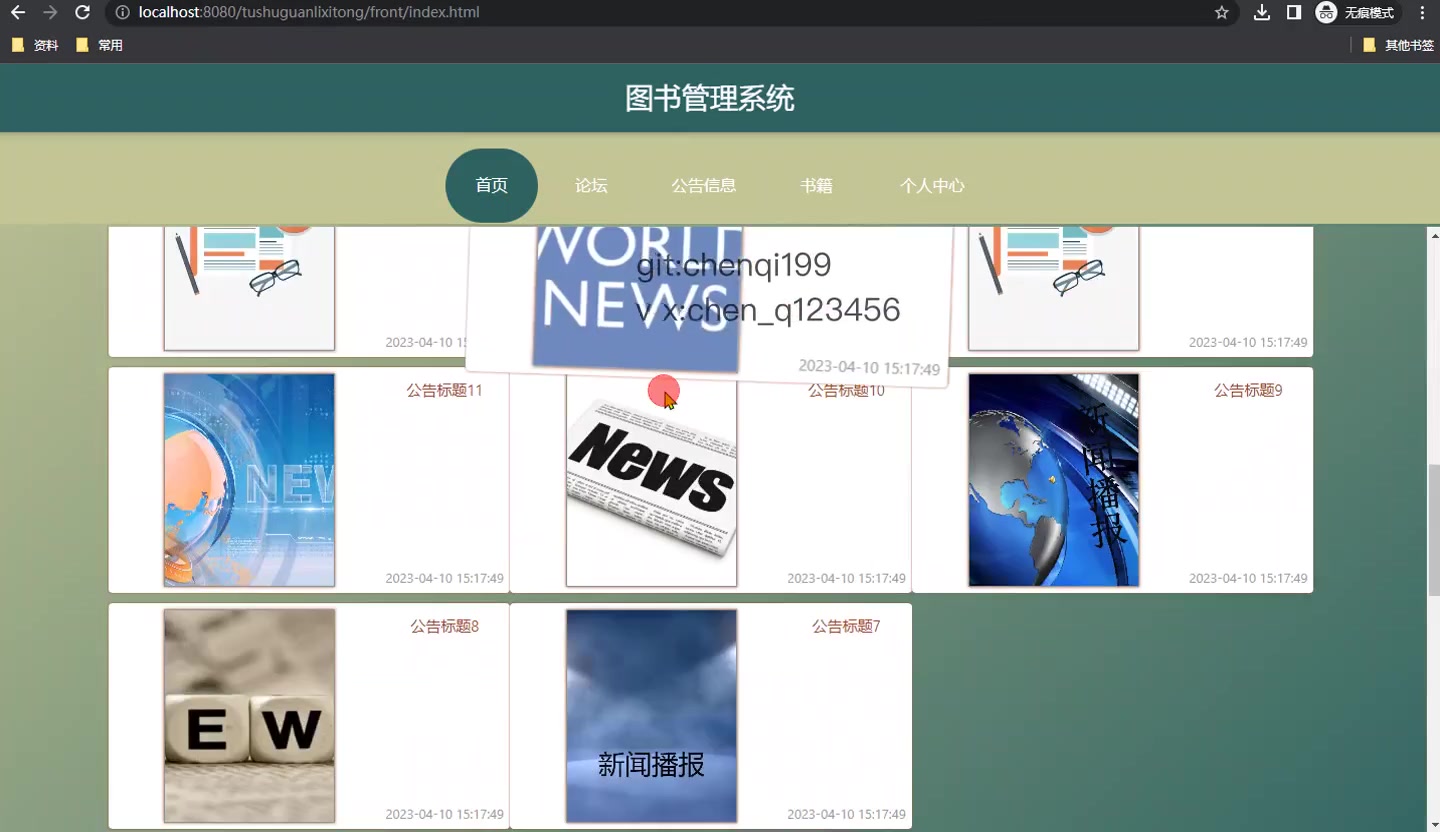 localhost:8080/tushuguanlixitong/front/index.html
无痕模式
资料
常用
其他书签
图书管理系统
首页
论坛
公告信息
书籍
个人中心
WORLD
NEWS
git:chenqi199
v x:chen_q123456
2023-04-10 15
2023-04-10 15:17:49
2023-04-10 15:17:49
NEW
公告标题11
2023-04-10 15:17:49
News
公告标题10
2023-04-10 15:17:49
新闻播报
公告标题9
2023-04-10 15:17:49
E W
公告标题8
2023-04-10 15:17:49
新闻播报
公告标题7
2023-04-10 15:17:49